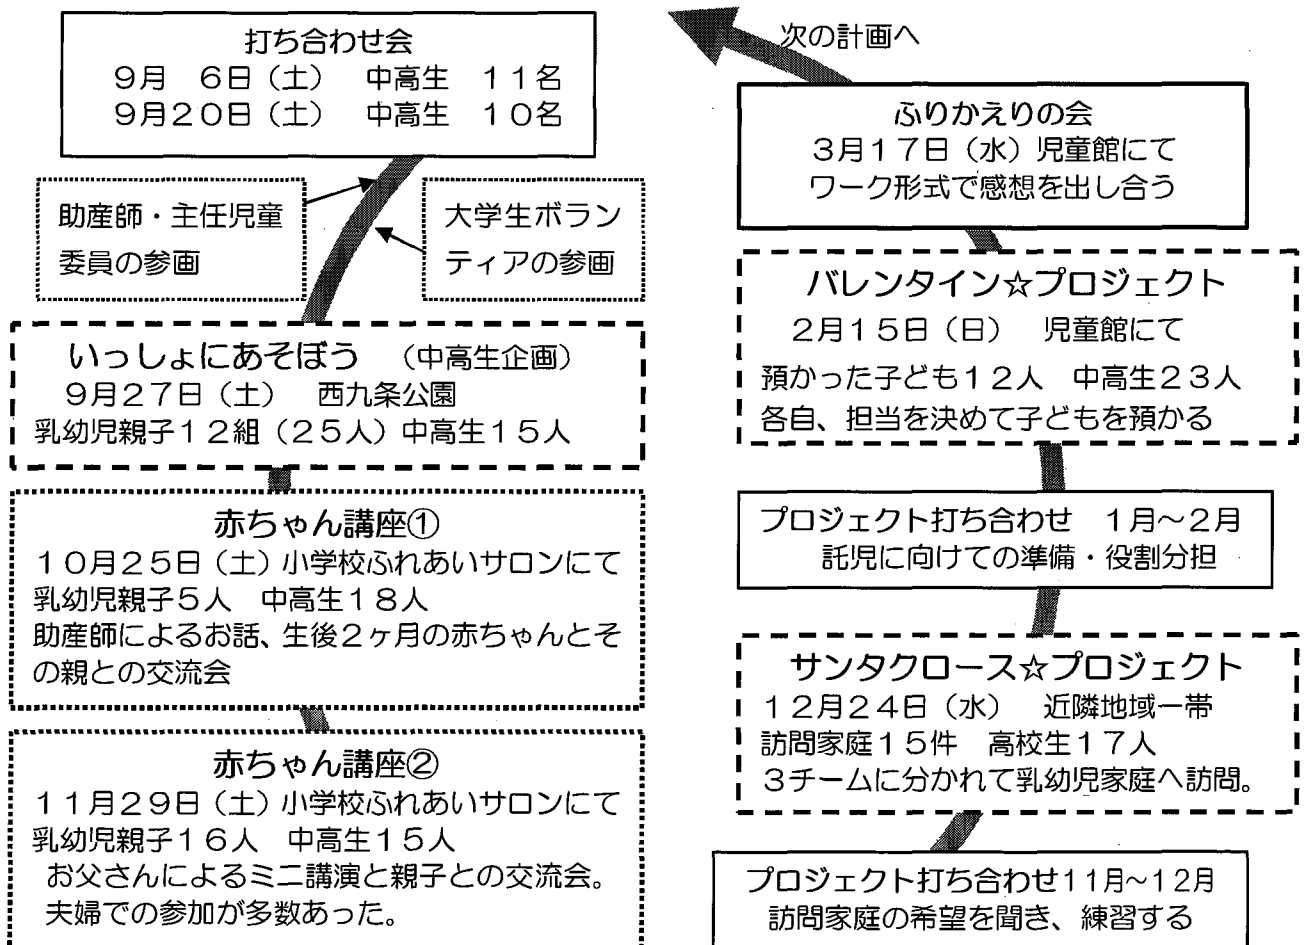 打ち合わせ会
9月　6日（土）　中高生　11名
9月20日（土）　中高生　10名
助産師・主任児童
委員の参画
大学生ボラン
ティアの参画
いっしょにあそぼう　（中高生企画）
9月27日（土）　西九条公園
乳幼児親子12組（25人）中高生15人
赤ちゃん講座①
10月25日（土）小学校ふれあいサロンにて
乳幼児親子5人　中高生18人
助産師によるお話、生後2ヶ月の赤ちゃんとそ
の親との交流会
赤ちゃん講座②
11月29日（土）小学校ふれあいサロンにて
乳幼児親子16人　中高生15人
お父さんによるミニ講演と親子との交流会。
夫婦での参加が多数あった。
次の計画へ
ふりかえりの会
3月17日（水）児童館にて
ワーク形式で感想を出し合う
バレンタイン☆プロジェクト
2月15日（日）　児童館にて
預かった子ども12人　中高生23人
各自、担当を決めて子どもを預かる
プロジェクト打ち合わせ　1月～2月
託児に向けての準備・役割分担
サンタクロース☆プロジェクト
12月24日（水）　近隣地域一帯
訪問家庭15件　高校生17人
3チームに分かれて乳幼児家庭へ訪問。
プロジェクト打ち合わせ11月～12月
訪問家庭の希望を聞き、練習する